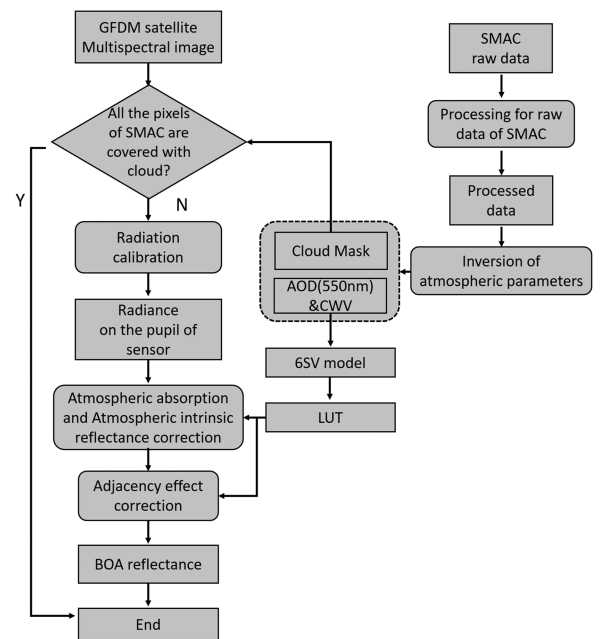 GFDM satellite
Multispectral image
SMAC
raw data
All the pixels
of SMAC are
covered with
cloud?
Processing for raw
data of SMAC
Y
N
Processed
data
Radiation
calibration
Cloud Mask
Inversion of
atmospheric parameters
AOD(550nm)
&CWV
Radiance
on the pupil of
sensor
6SV model
Atmospheric absorption
and Atmospheric intrinsic
reflectance correction
LUT
Adjacency effect
correction
BOA reflectance
End